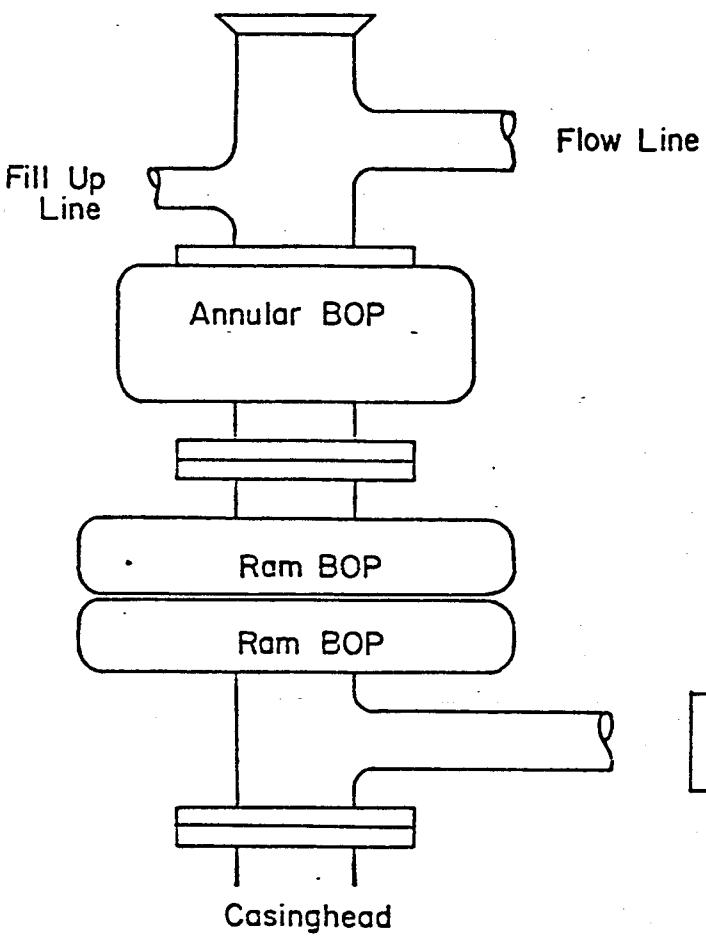 Flow Line
Fill Up
Line
Annular BOP
Ram BOP
Ram BOP
Casinghead